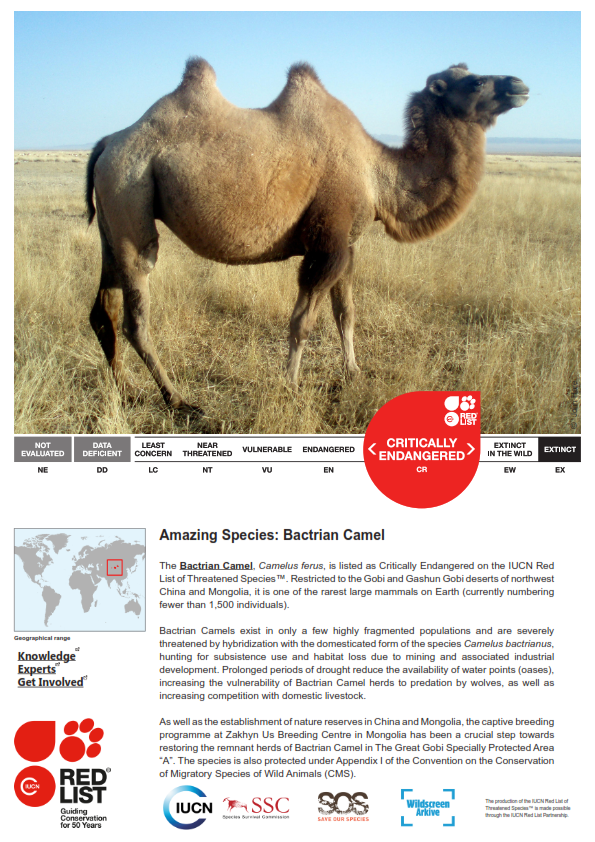 RED
LIST
NOT
EVALUATED
DATA
DEFICIENT
LEAST
CONCERN
NEAR
THREATENED
VULNERABLE
ENDANGERED
< CRITICALLY
ENDANGERED >
EXTINCT
IN THE WILD
EXTINCT
NE
DD
LC
NT
VU
EN
CR
EW
EX
Amazing Species: Bactrian Camel
The Bactrian Camel, Camelus ferus, is listed as Critically Endangered on the IUCN Red
List of Threatened Species™. Restricted to the Gobi and Gashun Gobi deserts of northwest
China and Mongolia, it is one of the rarest large mammals on Earth (currently numbering
fewer than 1,500 individuals).
Bactrian Camels exist in only a few highly fragmented populations and are severely
threatened by hybridization with the domesticated form of the species Camelus bactrianus,
hunting for subsistence use and habitat loss due to mining and associated industrial
development. Prolonged periods of drought reduce the availability of water points (oases),
increasing the vulnerability of Bactrian Camel herds to predation by wolves, as well as
increasing competition with domestic livestock.
As well as the establishment of nature reserves in China and Mongolia, the captive breeding
programme at Zakhyn Us Breeding Centre in Mongolia has been a crucial step towards
restoring the remnant herds of Bactrian Camel in The Great Gobi Specially Protected Area
“A”. The species is also protected under Appendix I of the Convention on the Conservation
of Migratory Species of Wild Animals (CMS).
Geographical range
Knowledge
Experts
Get Involved
IUCN
RED
LIST
Guiding
Conservation
for 50 Years
IUCN
SSC
Species Survival Commission
SOS
SAVE OUR SPECIES
Wildscreen
Arkive
The production of the IUCN Red List of
Threatened Species™ is made possible
through the IUCN Red List Partnership.